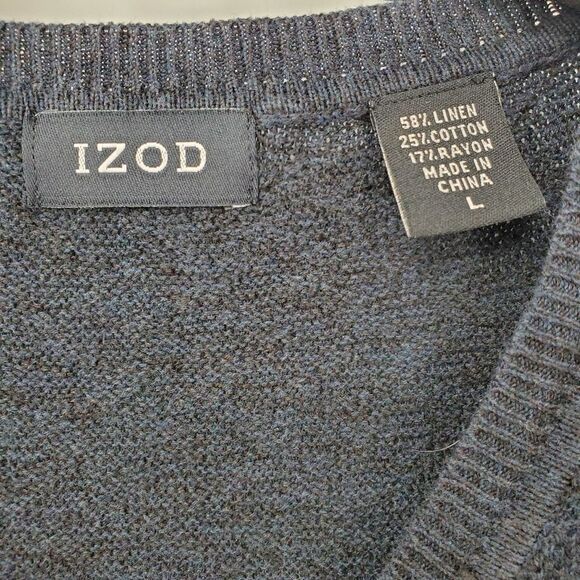 IZOD
58% LINEN
25% COTTON
17% RAYON
MADE IN
CHINA
L